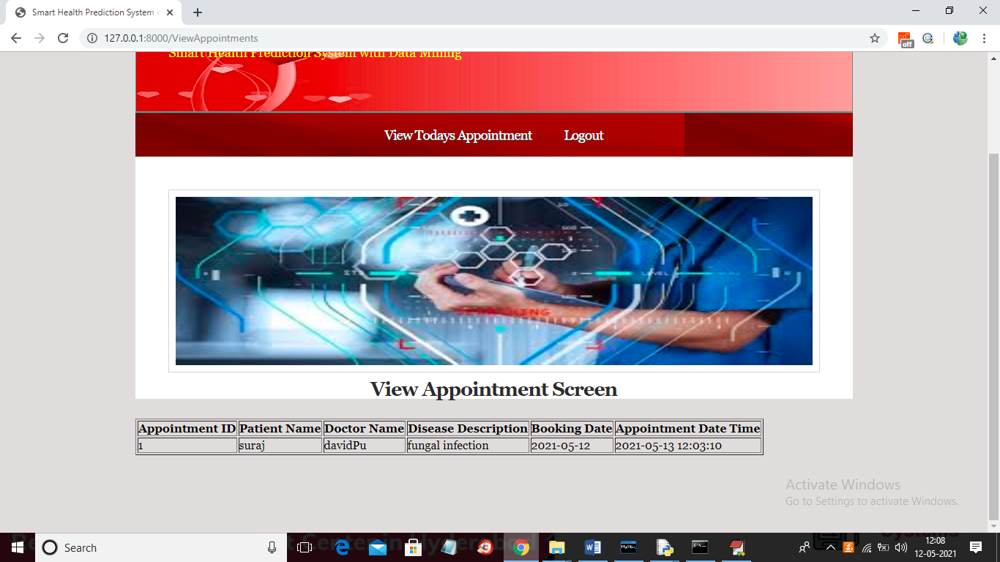 Smart Health Prediction System w
127.0.0.1:8000/ViewAppointments
off
Smart Health Prediction System with Data Mining
View Todays Appointment Logout
View Appointment Screen
Appointment ID Patient Name Doctor Name Disease Description Booking Date Appointment Date Time
1 suraj davidPu fungal infection 2021-05-12 2021-05-13 12:03:10
Activate Windows
Go to Settings to activate Windows.
Search
12:08
12-05-2021